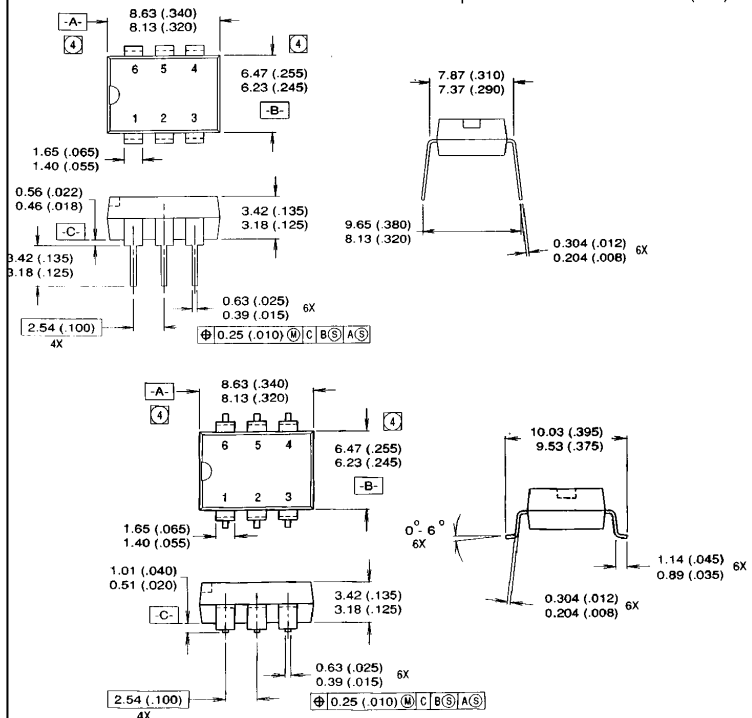 -A-
8.63 (.340)
8.13 (.320)
4
4
6 5 4
1 2 3
6.47 (.255)
6.23 (.245)
-B-
7.87 (.310)
7.37 (.290)
1.65 (.065)
1.40 (.055)
0.56 (.022)
0.46 (.018)
-C-
3.42 (.135)
3.18 (.125)
3.42 (.135)
3.18 (.125)
9.65 (.380)
8.13 (.320)
0.304 (.012)
0.204 (.008) 6X
0.63 (.025)
0.39 (.015) 6X
2.54 (.100)
4X
⌖ 0.25 (.010) Ⓜ C BⓈ AⓈ
-A-
8.63 (.340)
8.13 (.320)
4
4
6 5 4
1 2 3
6.47 (.255)
6.23 (.245)
-B-
10.03 (.395)
9.53 (.375)
1.65 (.065)
1.40 (.055)
0°- 6°
6X
1.14 (.045)
0.89 (.035) 6X
1.01 (.040)
0.51 (.020)
-C-
3.42 (.135)
3.18 (.125)
0.304 (.012)
0.204 (.008) 6X
0.63 (.025)
0.39 (.015) 6X
2.54 (.100)
4X
⌖ 0.25 (.010) Ⓜ C BⓈ AⓈ